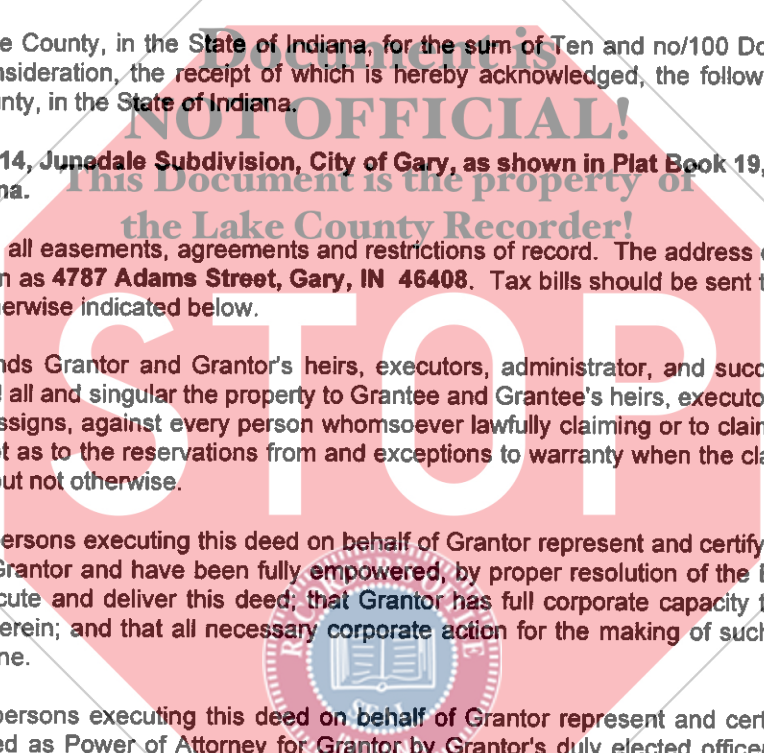 e County, in the State of Indiana, for the sum of Ten and no/100 Do
Document is
nsideration, the receipt of which is hereby acknowledged, the follow
nty, in the State of Indiana.
NOT OFFICIAL!
14, Junedale Subdivision, City of Gary, as shown in Plat Book 19,
This Document is the property of
na.
the Lake County Recorder!
all easements, agreements and restrictions of record. The address
n as 4787 Adams Street, Gary, IN 46408. Tax bills should be sent t
erwise indicated below.
STOP
nds Grantor and Grantor's heirs, executors, administrator, and succ
all and singular the property to Grantee and Grantee's heirs, executo
ssigns, against every person whomsoever lawfully claiming or to claim
t as to the reservations from and exceptions to warranty when the cla
but not otherwise.
ersons executing this deed on behalf of Grantor represent and certify
Grantor and have been fully empowered, by proper resolution of the B
cute and deliver this deed; that Grantor has full corporate capacity t
erein; and that all necessary corporate action for the making of such
ne.
SEAL
persons executing this deed on behalf of Grantor represent and cert
ed as Power of Attorney for Grantor by Grantor's duly elected office